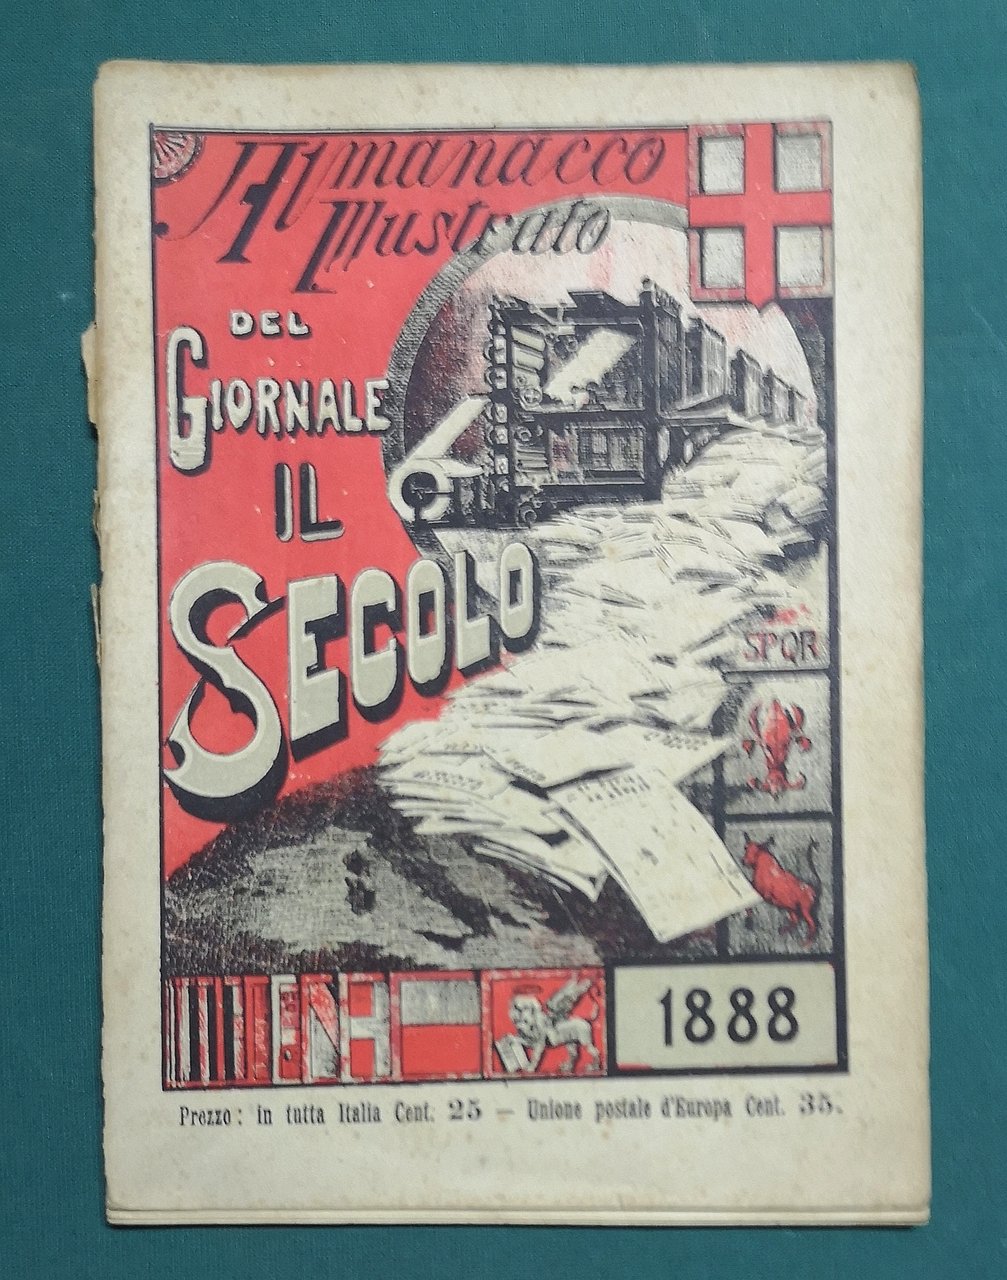 Almanacco
Illustrato
DEL
GIORNALE
IL
SECOLO
SPQR
1888
Prezzo: in tutta Italia Cent. 25 — Unione postale d'Europa Cent. 35.